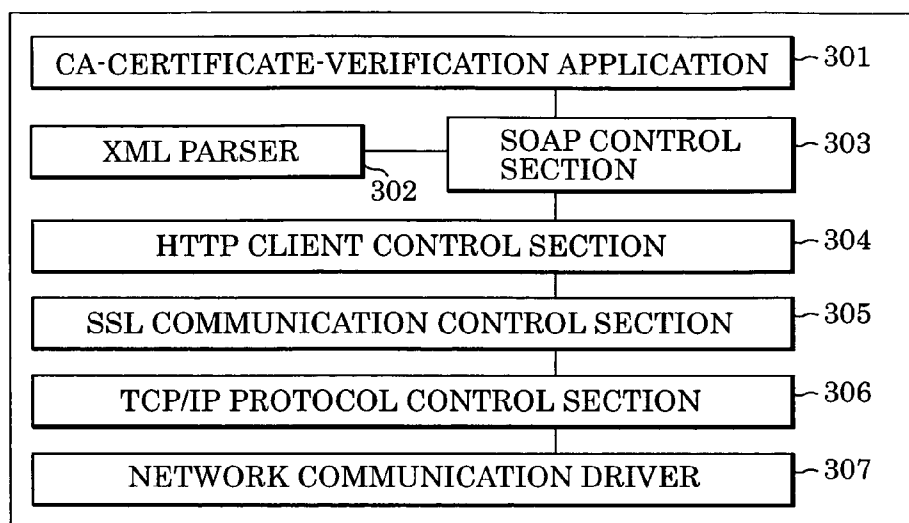 CA-CERTIFICATE-VERIFICATION APPLICATION
301
XML PARSER
302
SOAP CONTROL
SECTION
303
HTTP CLIENT CONTROL SECTION
304
SSL COMMUNICATION CONTROL SECTION
305
TCP/IP PROTOCOL CONTROL SECTION
306
NETWORK COMMUNICATION DRIVER
307